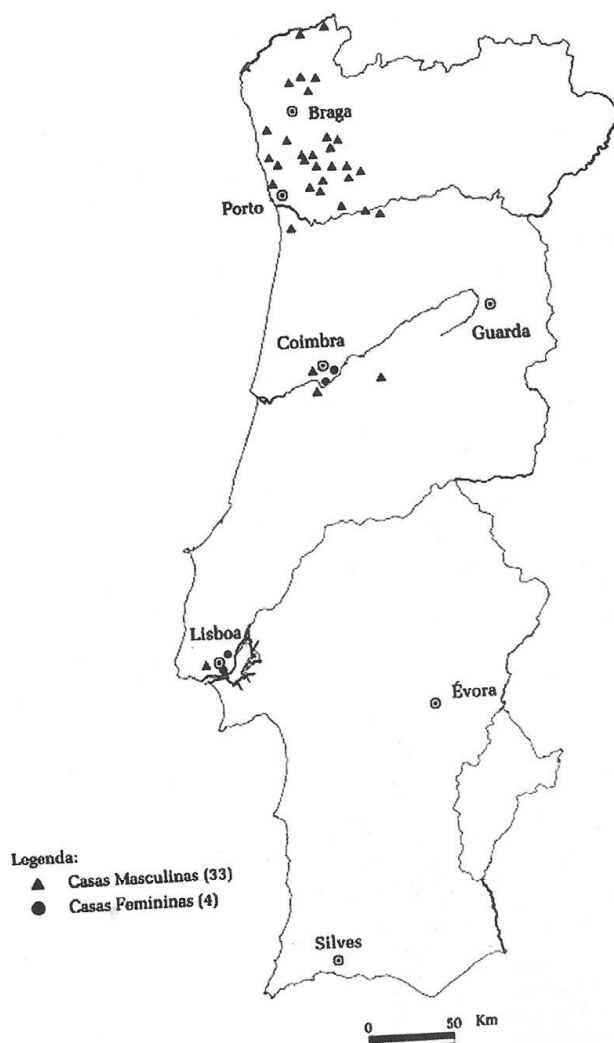 Braga
Porto
Coimbra
Guarda
Lisboa
Évora
Legenda:
Casas Masculinas (33)
Casas Femininas (4)
Silves
0 50 Km